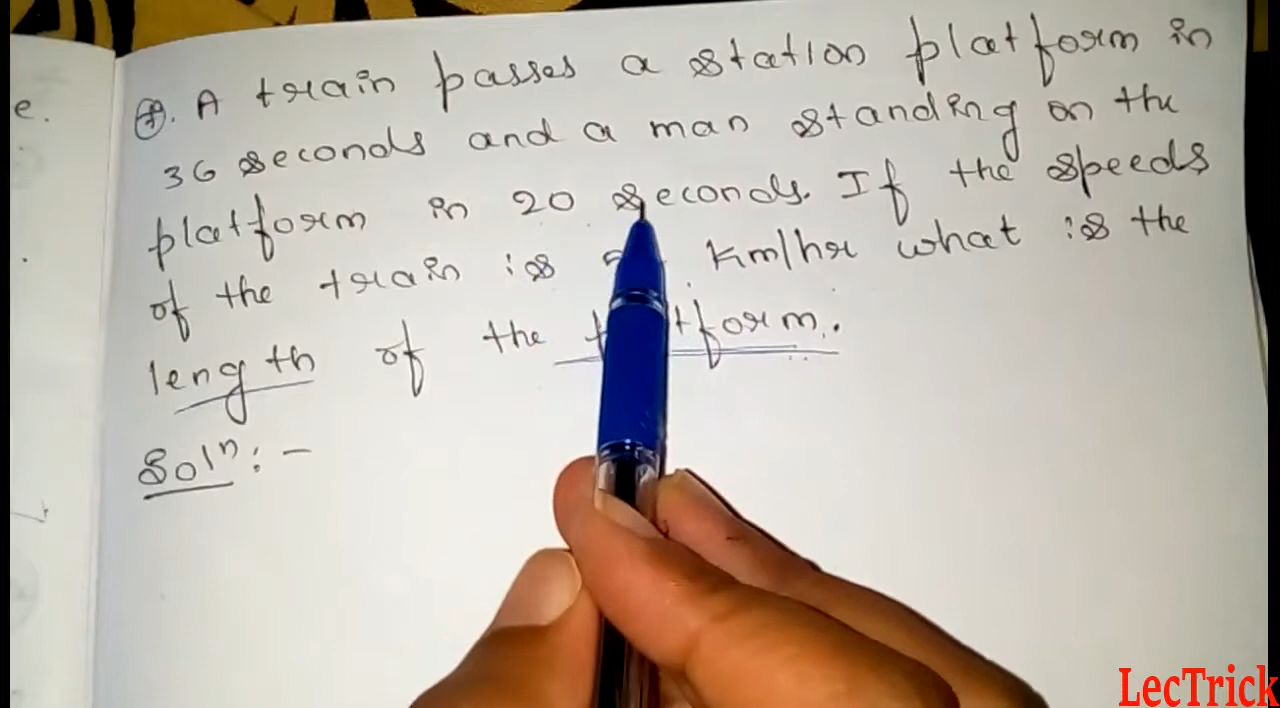 e.
(7). A train passes a station platform in
36 seconds and a man standing on the
platform in 20 seconds. If the speeds
of the train is km/hr what is the
length of the
Soln:-
LecTrick